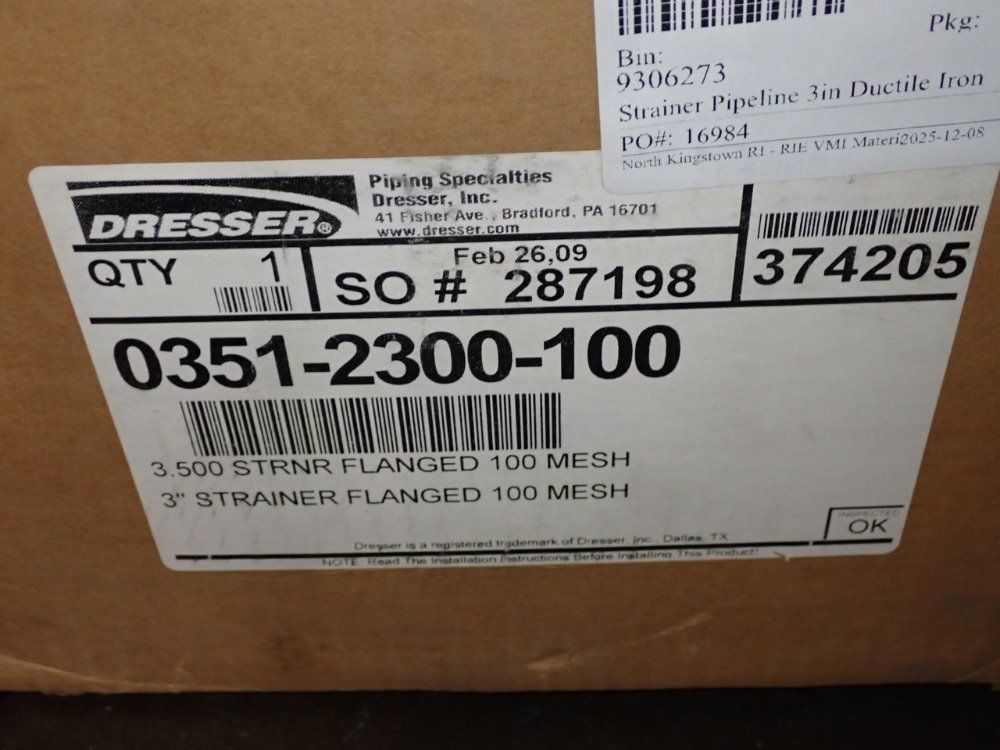 Pkg:
Bin:
9306273
Strainer Pipeline 3in Ductile Iron
PO#: 16984
North Kingstown RI - RIE VMI Materi2025-12-08
DRESSER®
Piping Specialties
Dresser, Inc.
41 Fisher Ave., Bradford, PA 16701
www.dresser.com
QTY 1
Feb 26,09
SO # 287198
374205
0351-2300-100
3.500 STRNR FLANGED 100 MESH
3" STRAINER FLANGED 100 MESH
INSPECTED
OK
Dresser is a registered trademark of Dresser, Inc., Dallas, TX
NOTE: Read The Installation Instructions Before Installing This Product!